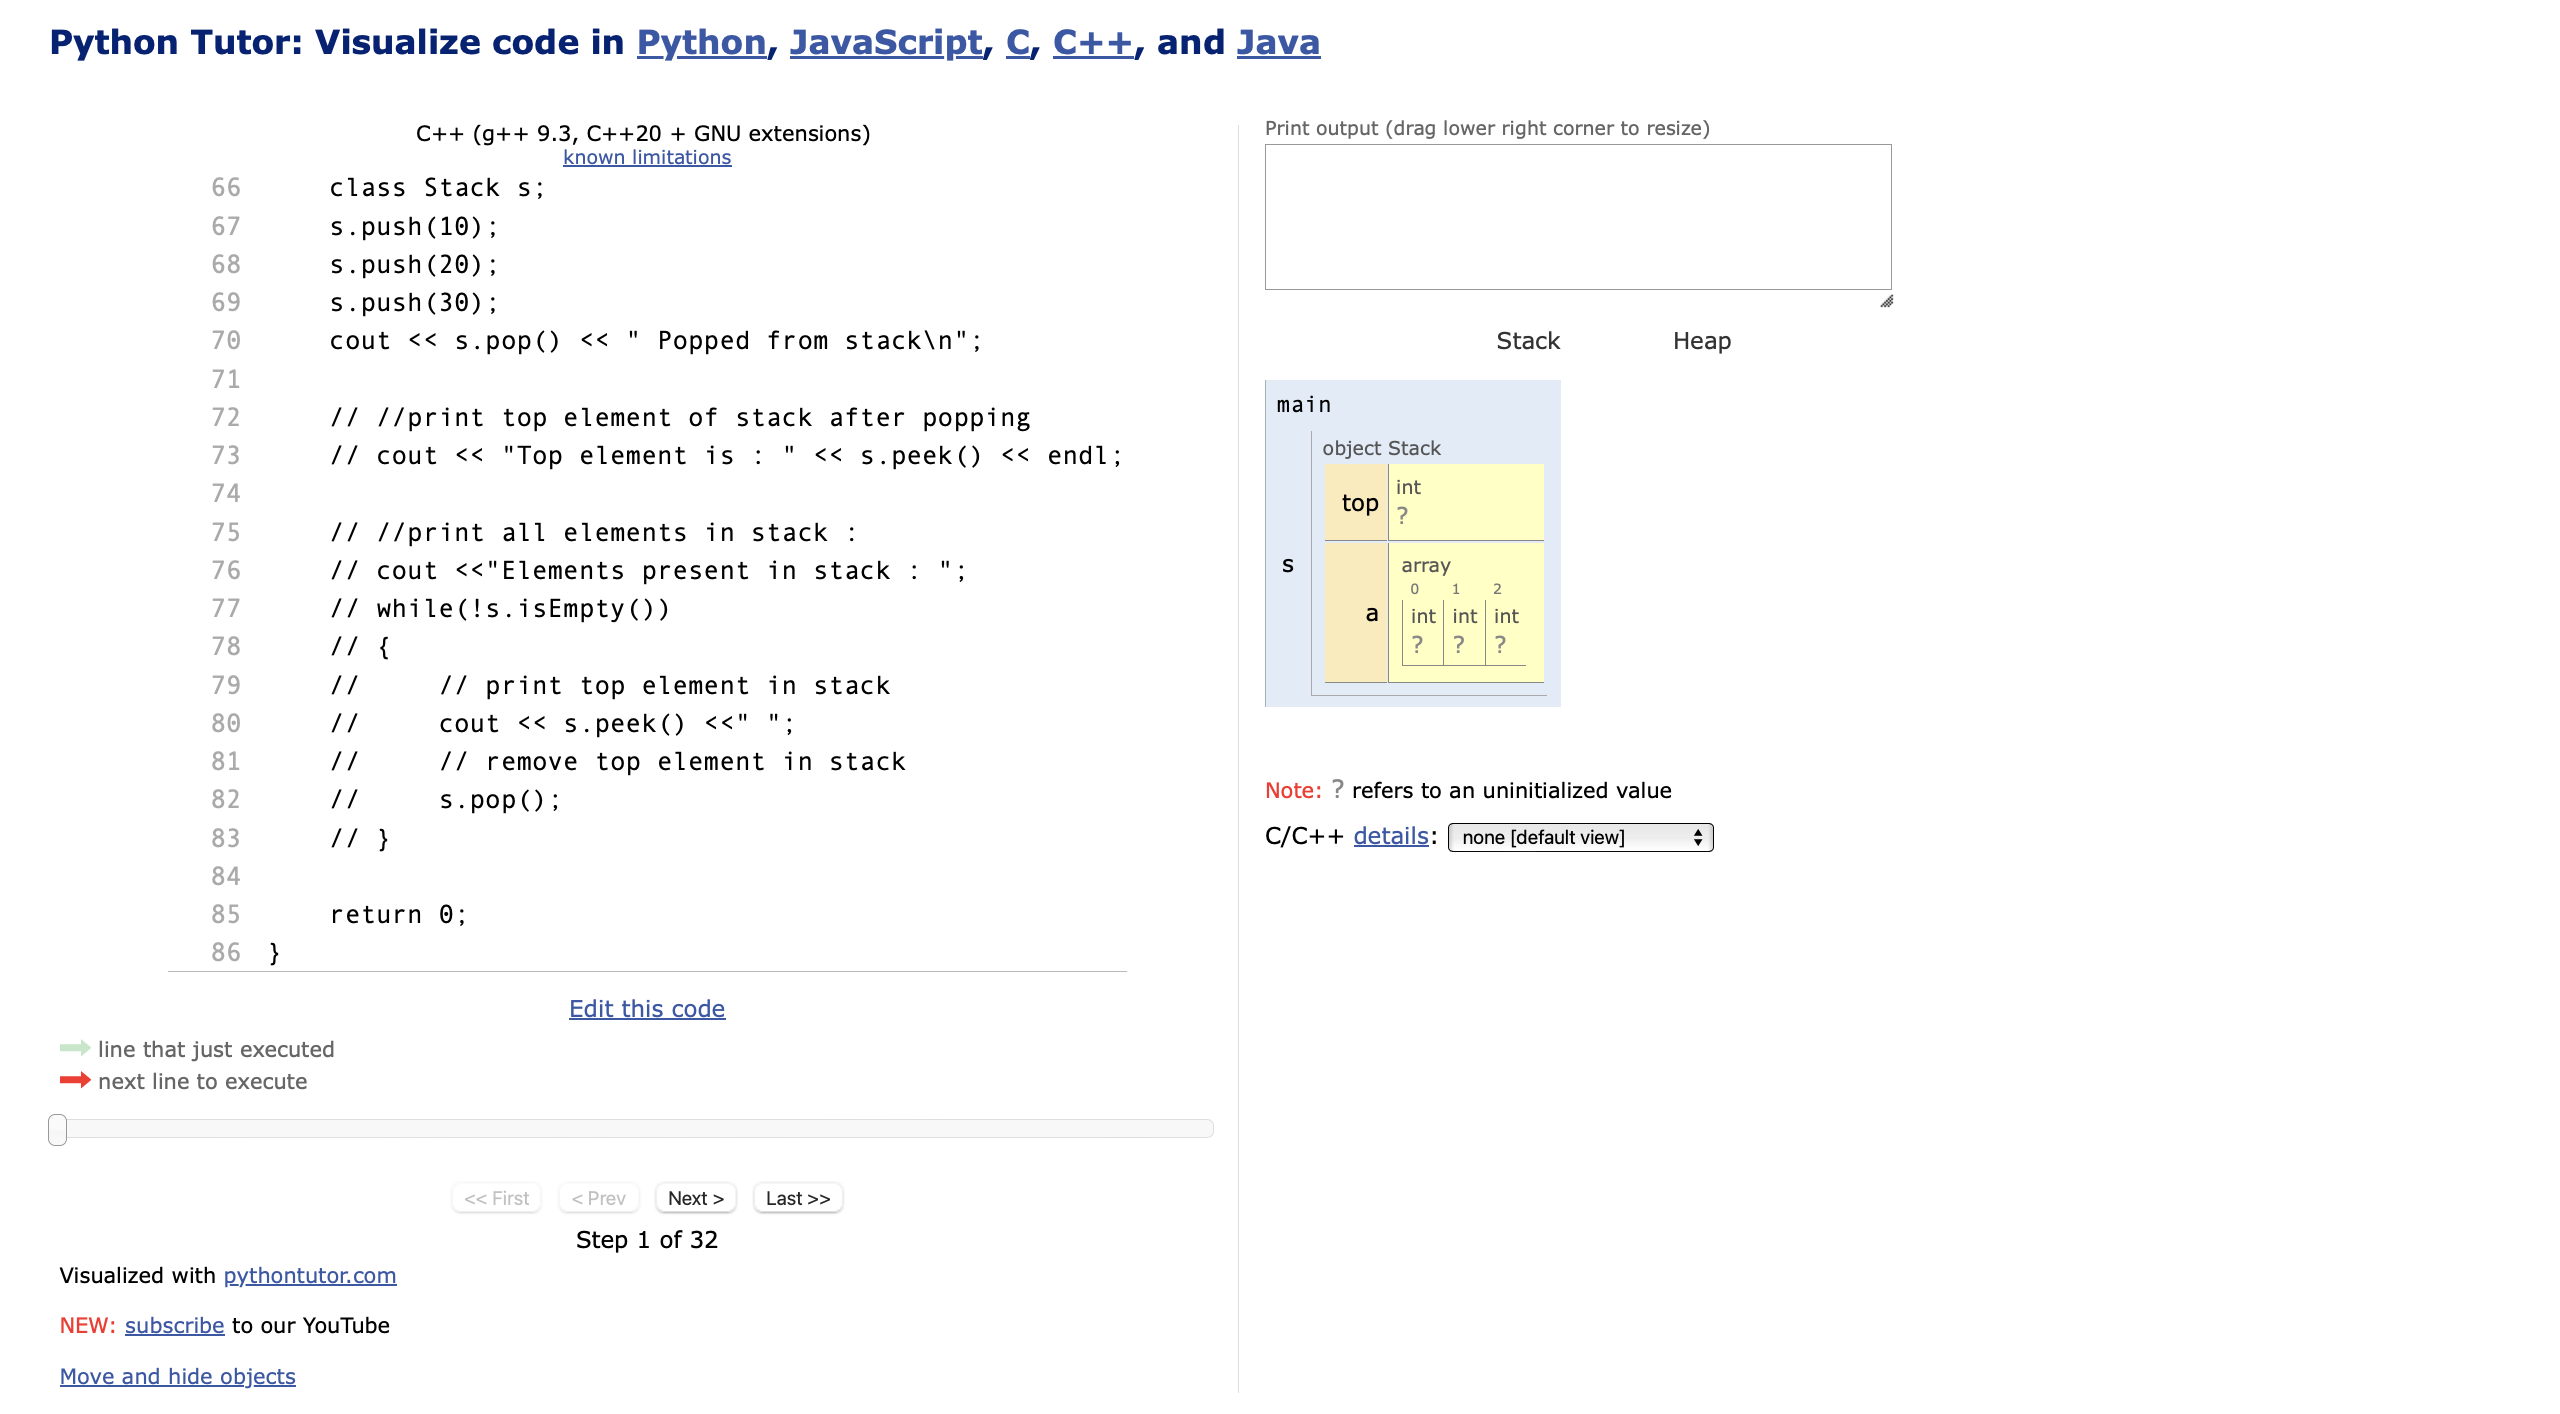 Python Tutor: Visualize code in Python, JavaScript, C, C++, and Java
C++ (g++ 9.3, C++20 + GNU extensions)
known limitations
66 class Stack s;
67 s.push(10);
68 s.push(20);
69 s.push(30);
70 cout << s.pop() << " Popped from stack\n";
71
72 // //print top element of stack after popping
73 // cout << "Top element is : " << s.peek() << endl;
74
75 // //print all elements in stack :
76 // cout <<"Elements present in stack : ";
77 // while(!s.isEmpty())
78 // {
79 //     // print top element in stack
80 //     cout << s.peek() <<" ";
81 //     // remove top element in stack
82 //     s.pop();
83 // }
84
85 return 0;
86 }
Edit this code
line that just executed
next line to execute
<< First < Prev Next > Last >>
Step 1 of 32
Visualized with pythontutor.com
NEW: subscribe to our YouTube
Move and hide objects
Print output (drag lower right corner to resize)
Stack Heap
main
object Stack
top int
?
s
a array
0 1 2
int int int
? ? ?
Note: ? refers to an uninitialized value
C/C++ details: none [default view]